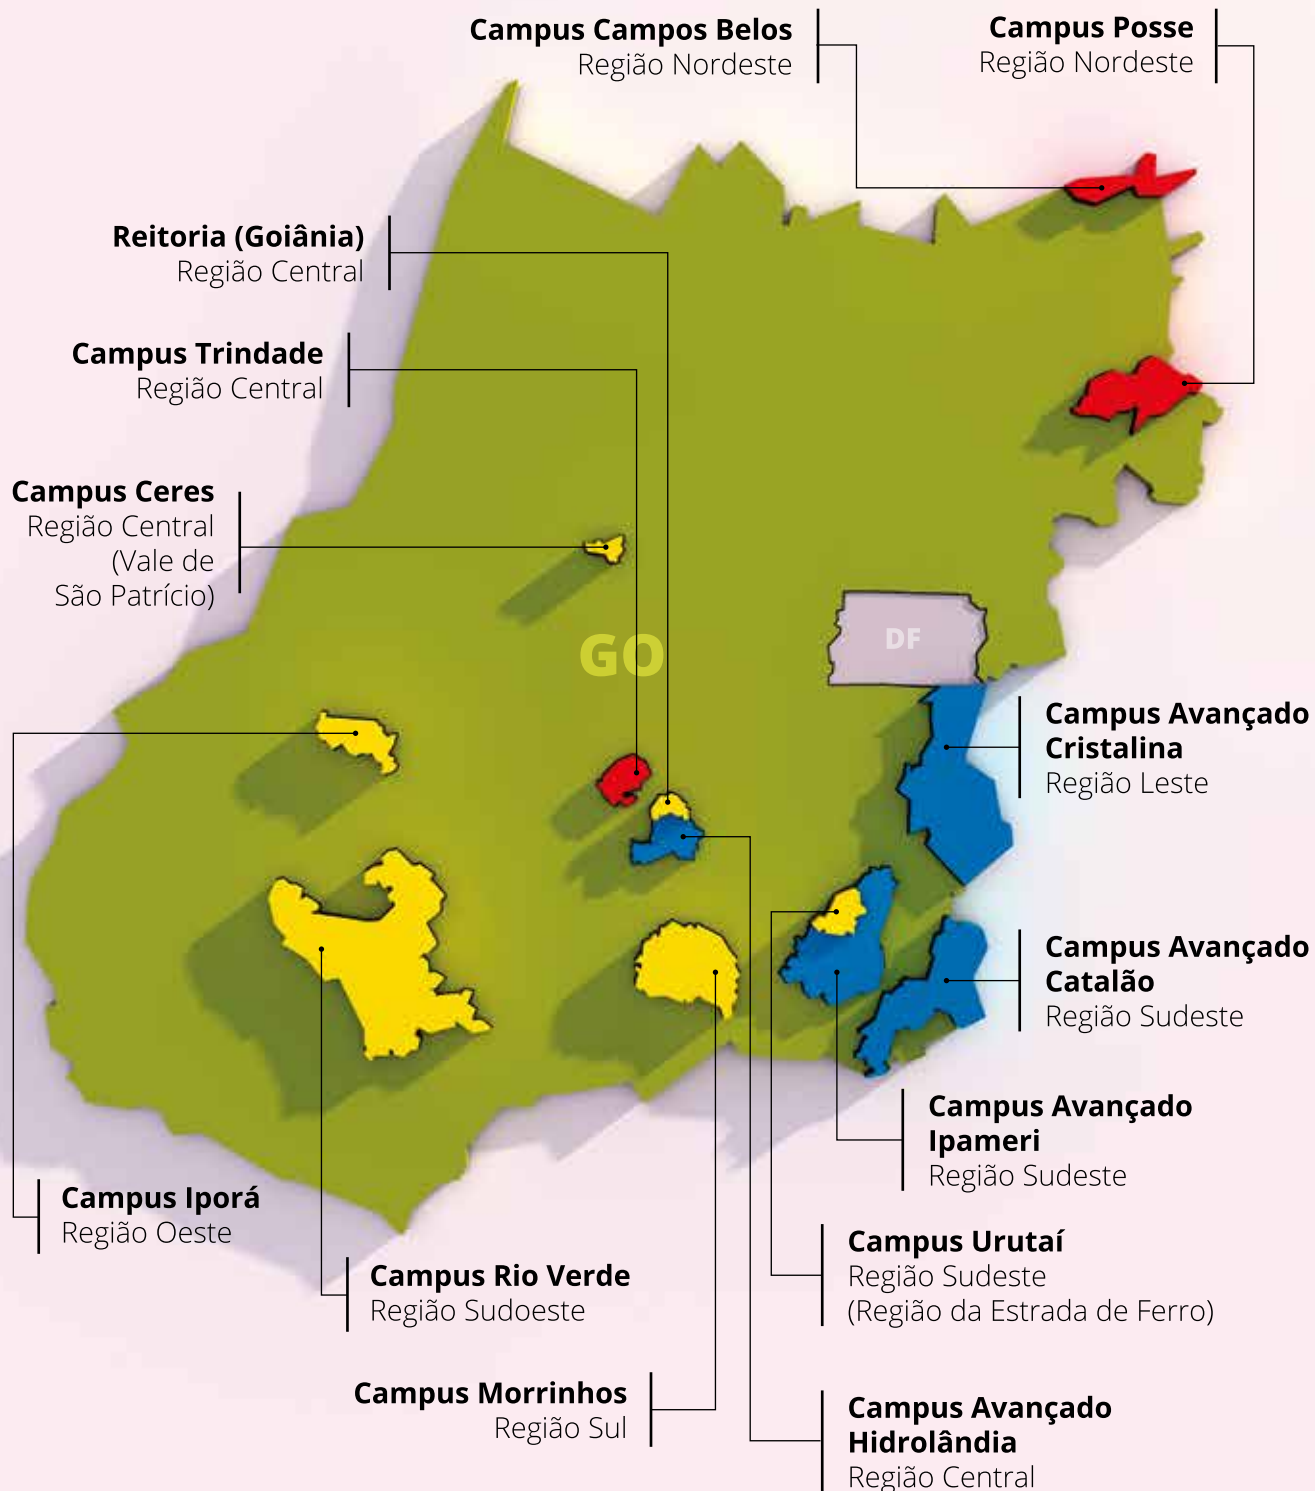 Campus Campos Belos
Região Nordeste
Campus Posse
Região Nordeste
Reitoria (Goiânia)
Região Central
Campus Trindade
Região Central
Campus Ceres
Região Central
(Vale de
São Patrício)
GO
DF
Campus Avançado
Cristalina
Região Leste
Campus Avançado
Catalão
Região Sudeste
Campus Avançado
Ipameri
Região Sudeste
Campus Iporá
Região Oeste
Campus Urutaí
Região Sudeste
(Região da Estrada de Ferro)
Campus Rio Verde
Região Sudoeste
Campus Morrinhos
Região Sul
Campus Avançado
Hidrolândia
Região Central